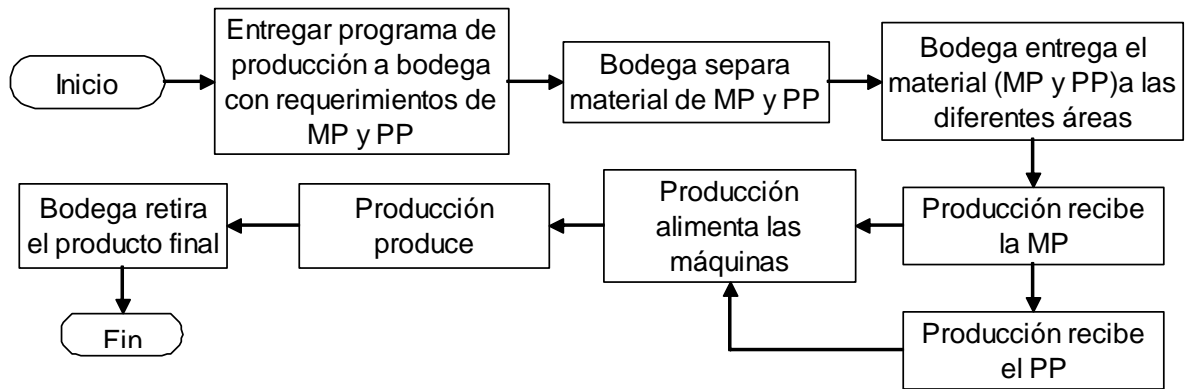 Inicio
Entregar programa de
producción a bodega
con requerimientos de
MP y PP
Bodega separa
material de MP y PP
Bodega entrega el
material (MP y PP)a las
diferentes áreas
Producción recibe
la MP
Producción recibe
el PP
Producción
alimenta las
máquinas
Producción
produce
Bodega retira
el producto final
Fin